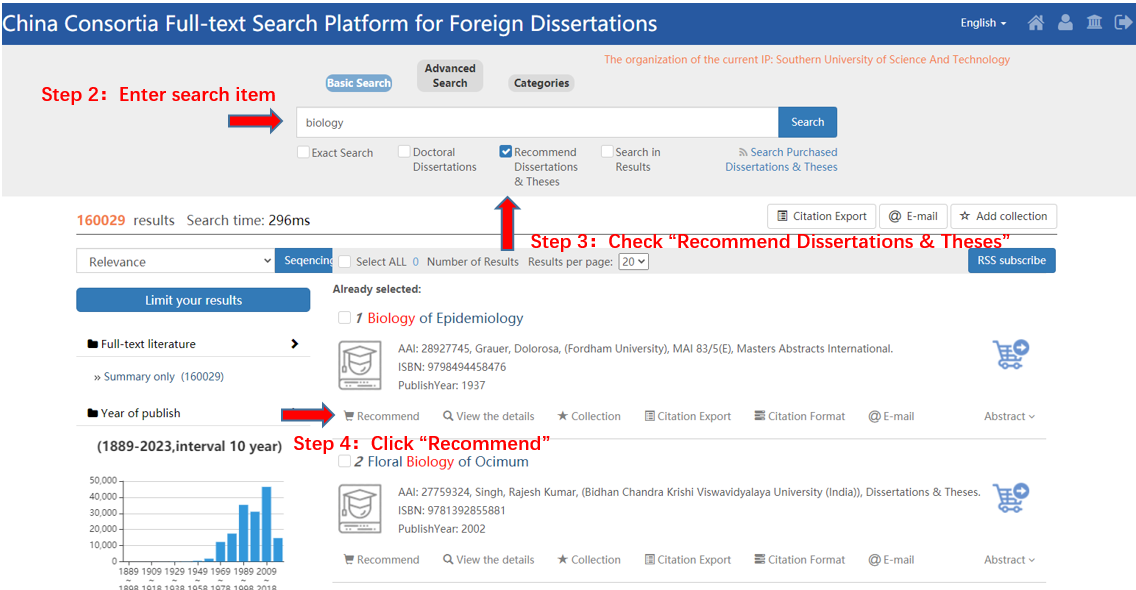 China Consortia Full-text Search Platform for Foreign Dissertations
English
The organization of the current IP: Southern University of Science And Technology
Basic Search
Advanced
Search
Categories
Step 2：Enter search item
biology
Search
Exact Search
Doctoral
Dissertations
Recommend
Dissertations
& Theses
Search in
Results
Search Purchased
Dissertations & Theses
160029 results Search time: 296ms
Citation Export
E-mail
Add collection
Step 3：Check “Recommend Dissertations & Theses”
Relevance
Seqencing
Select ALL 0 Number of Results Results per page: 20
RSS subscribe
Limit your results
Already selected:
1 Biology of Epidemiology
Full-text literature
AAI: 28927745, Grauer, Dolorosa, (Fordham University), MAI 83/5(E), Masters Abstracts International.
ISBN: 9798494458476
PublishYear: 1937
» Summary only (160029)
Year of publish
Recommend View the details Collection Citation Export Citation Format @ E-mail Abstract
Step 4：Click “Recommend”
(1889-2023,interval 10 year)
2 Floral Biology of Ocimum
AAI: 27759324, Singh, Rajesh Kumar, (Bidhan Chandra Krishi Viswavidyalaya University (India)), Dissertations & Theses.
ISBN: 9781392855881
PublishYear: 2002
50,000
40,000
30,000
20,000
10,000
0
Recommend View the details Collection Citation Export Citation Format @ E-mail Abstract
1889 1909 1929 1949 1969 1989 2009
~ ~ ~ ~ ~ ~ ~
1898 1918 1938 1958 1978 1998 2018